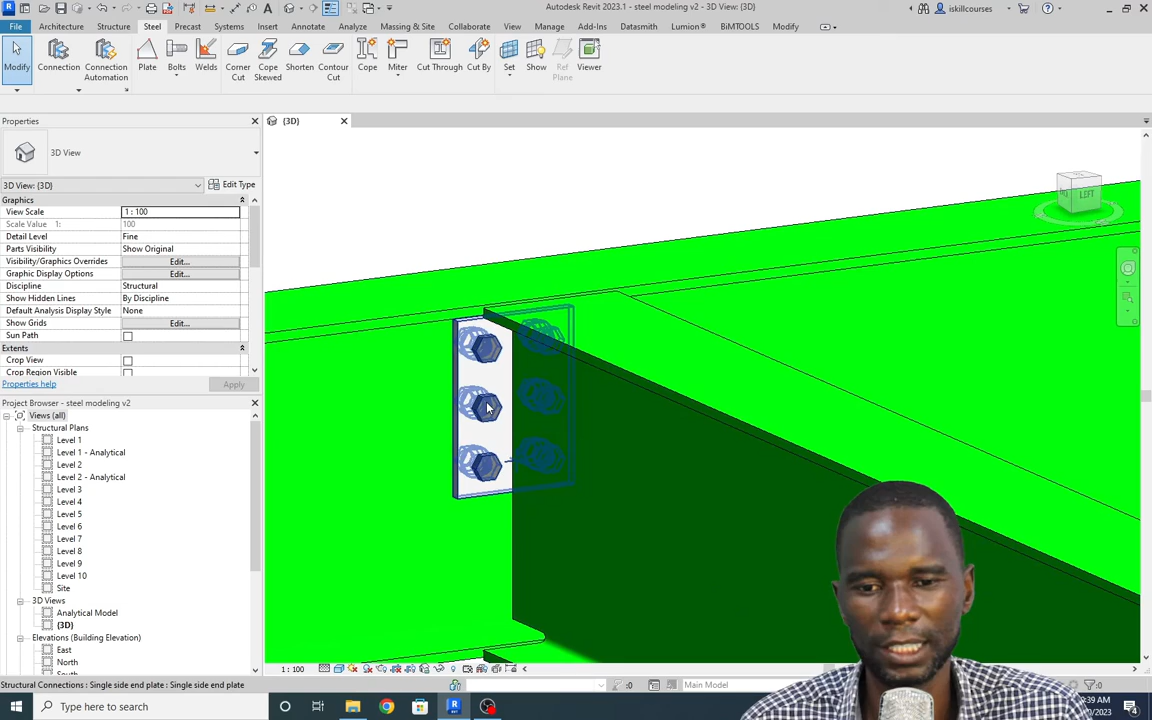 Autodesk Revit 2023.1 - steel modeling v2 - 3D View: {3D}
iskillcourses
File Architecture Structure Steel Precast Systems Insert Annotate Analyze Massing & Site Collaborate View Manage Add-Ins Datasmith Lumion® BiMTOOLS Modify
Modify Connection Connection Automation Plate Bolts Welds Corner Cut Cope Skewed Shorten Contour Cut Cope Miter Cut Through Cut By Set Show Ref Plane Viewer
Properties
{3D}
3D View
3D View: {3D} Edit Type
Graphics
View Scale 1 : 100
Scale Value 1: 100
Detail Level Fine
Parts Visibility Show Original
Visibility/Graphics Overrides Edit...
Graphic Display Options Edit...
Discipline Structural
Show Hidden Lines By Discipline
Default Analysis Display Style None
Show Grids Edit...
Sun Path
Extents
Crop View
Crop Region Visible
Properties help Apply
Project Browser - steel modeling v2
Views (all)
Structural Plans
Level 1
Level 1 - Analytical
Level 2
Level 2 - Analytical
Level 3
Level 4
Level 5
Level 6
Level 7
Level 8
Level 9
Level 10
Site
3D Views
Analytical Model
{3D}
Elevations (Building Elevation)
East
North
South
LEFT
1 : 100
Structural Connections : Single side end plate : Single side end plate
:0
Main Model
:0
Type here to search